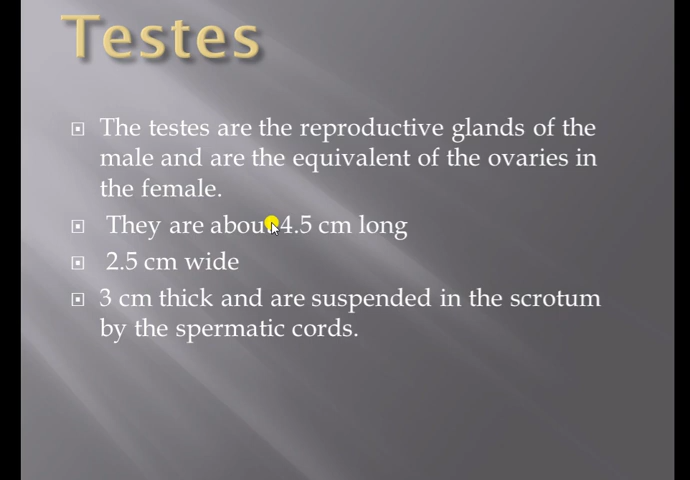 Testes
The testes are the reproductive glands of the
male and are the equivalent of the ovaries in
the female.
They are about 4.5 cm long
2.5 cm wide
3 cm thick and are suspended in the scrotum
by the spermatic cords.